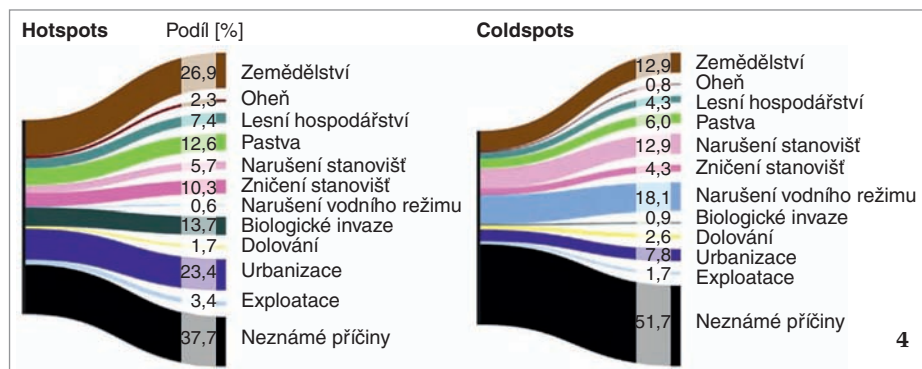 Hotspots Podíl [%]
26,9 Zemědělství
2,3 Oheň
7,4 Lesní hospodářství
12,6 Pastva
5,7 Narušení stanovišť
10,3 Zničení stanovišť
0,6 Narušení vodního režimu
13,7 Biologické invaze
1,7 Dolování
23,4 Urbanizace
3,4 Exploatace
37,7 Neznámé příčiny
Coldspots
12,9 Zemědělství
0,8 Oheň
4,3 Lesní hospodářství
6,0 Pastva
12,9 Narušení stanovišť
4,3 Zničení stanovišť
18,1 Narušení vodního režimu
0,9 Biologické invaze
2,6 Dolování
7,8 Urbanizace
1,7 Exploatace
51,7 Neznámé příčiny
4